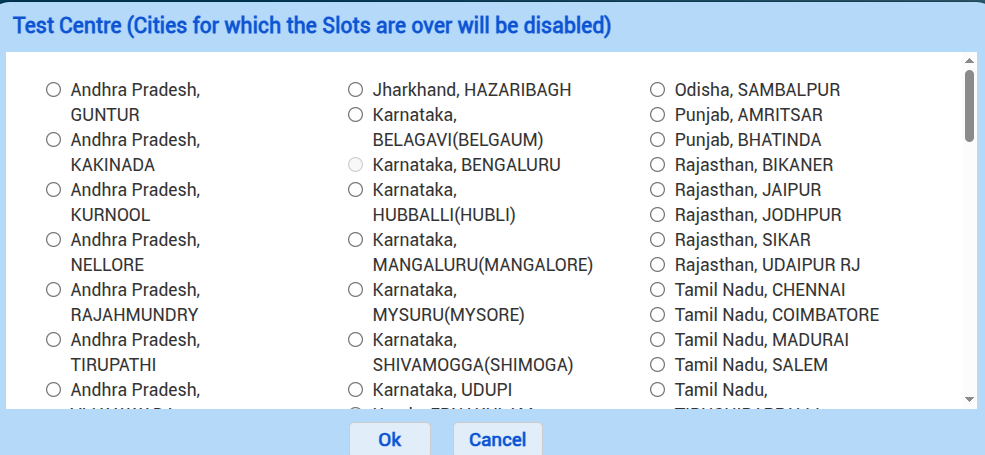 Test Centre (Cities for which the Slots are over will be disabled)
Andhra Pradesh,
GUNTUR
Andhra Pradesh,
KAKINADA
Andhra Pradesh,
KURNOOL
Andhra Pradesh,
NELLORE
Andhra Pradesh,
RAJAHMUNDRY
Andhra Pradesh,
TIRUPATHI
Andhra Pradesh,
Jharkhand, HAZARIBAGH
Karnataka,
BELAGAVI(BELGAUM)
Karnataka, BENGALURU
Karnataka,
HUBBALLI(HUBLI)
Karnataka,
MANGALURU(MANGALORE)
Karnataka,
MYSURU(MYSORE)
Karnataka,
SHIVAMOGGA(SHIMOGA)
Karnataka, UDUPI
Odisha, SAMBALPUR
Punjab, AMRITSAR
Punjab, BHATINDA
Rajasthan, BIKANER
Rajasthan, JAIPUR
Rajasthan, JODHPUR
Rajasthan, SIKAR
Rajasthan, UDAIPUR RJ
Tamil Nadu, CHENNAI
Tamil Nadu, COIMBATORE
Tamil Nadu, MADURAI
Tamil Nadu, SALEM
Tamil Nadu,
Ok
Cancel